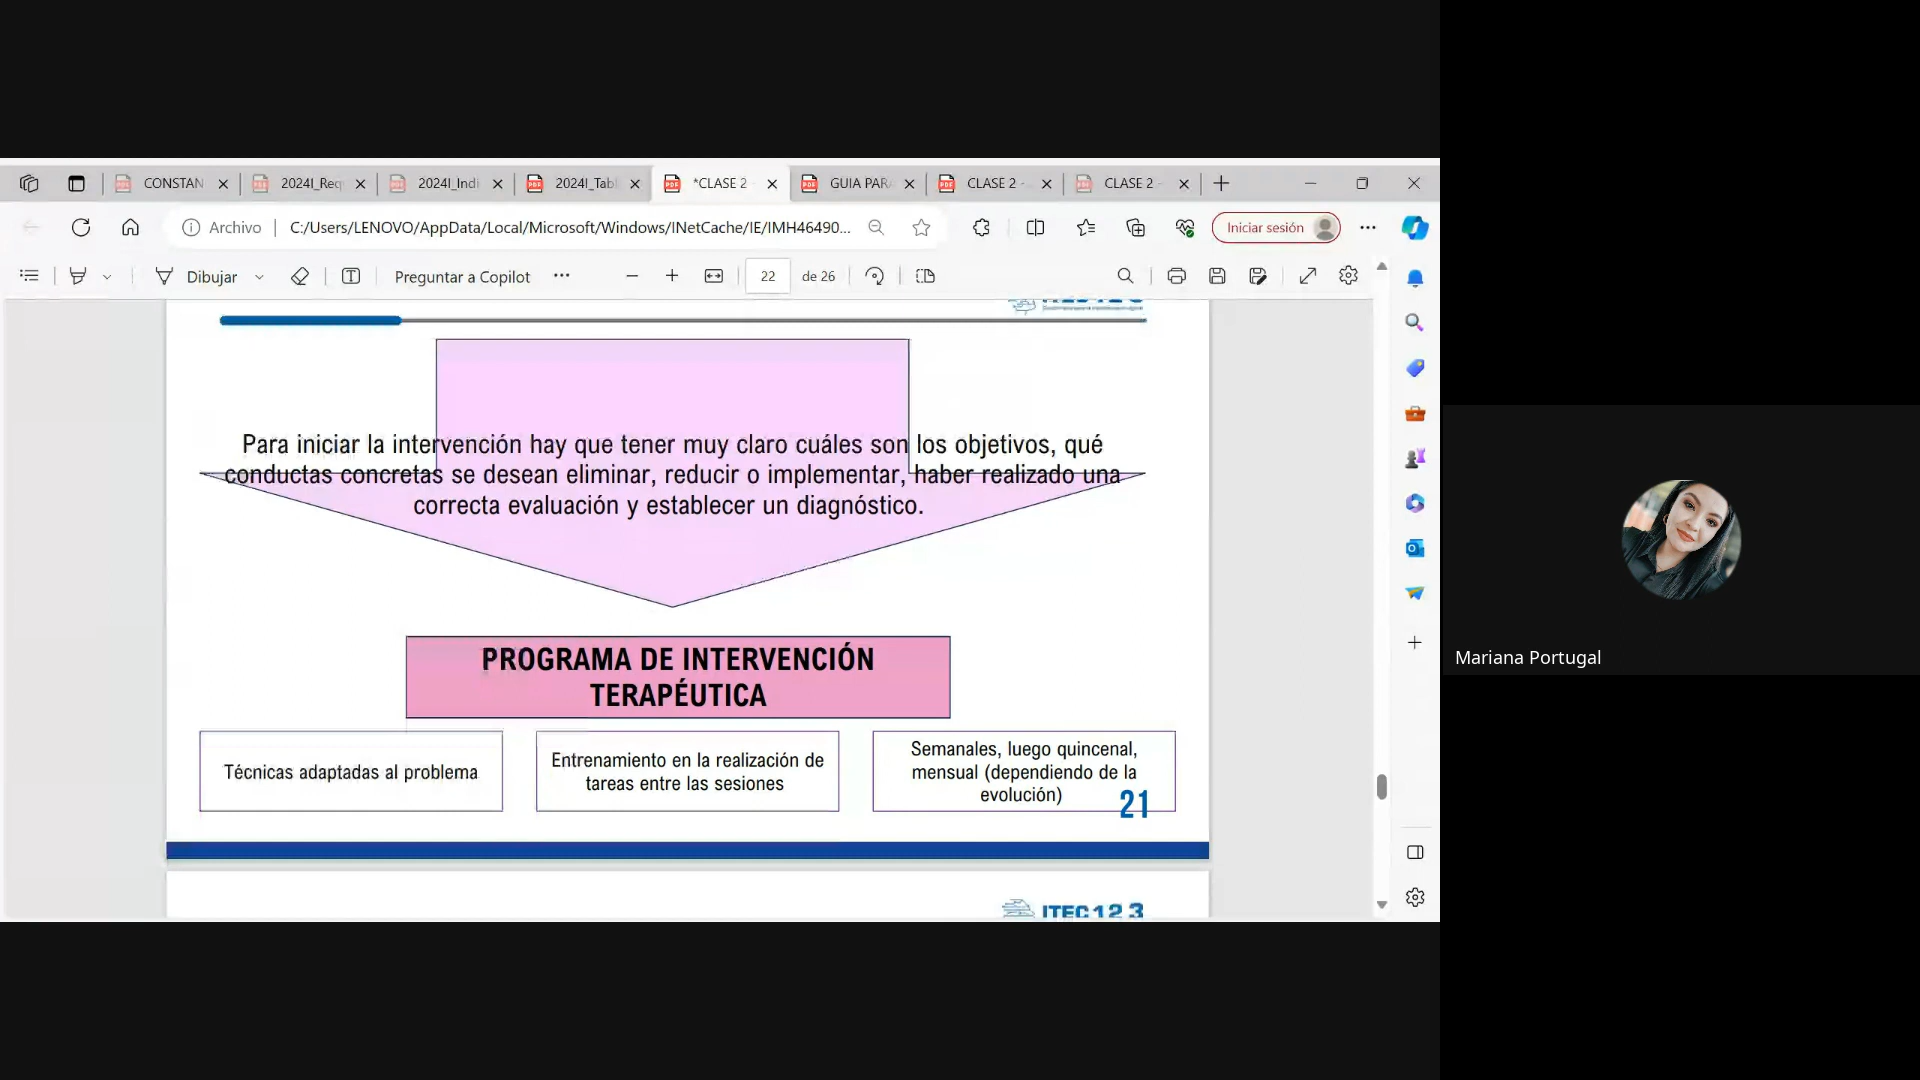 CONSTAN
2024I_Req
2024I_Indi
2024I_Tabl
*CLASE 2
GUIA PAR
CLASE 2 -
CLASE 2 -
Archivo
C:/Users/LENOVO/AppData/Local/Microsoft/Windows/INetCache/IE/IMH46490...
Iniciar sesión
Dibujar
Preguntar a Copilot
22
de 26
Para iniciar la intervención hay que tener muy claro cuáles son los objetivos, qué
conductas concretas se desean eliminar, reducir o implementar, haber realizado una
correcta evaluación y establecer un diagnóstico.
PROGRAMA DE INTERVENCIÓN
TERAPÉUTICA
Técnicas adaptadas al problema
Entrenamiento en la realización de
tareas entre las sesiones
Semanales, luego quincenal,
mensual (dependiendo de la
evolución)
21
ITEC 1 2 3
Mariana Portugal